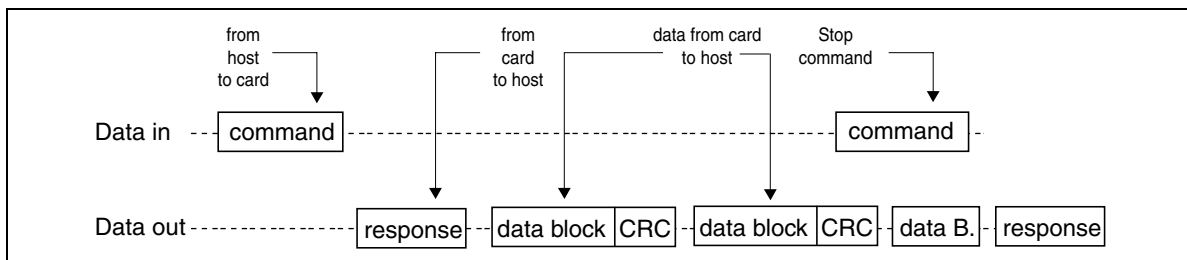 from
host
to card
from
card
to host
data from card
to host
Stop
command
Data in
command
command
Data out
response
data block
CRC
data block
CRC
data B.
response